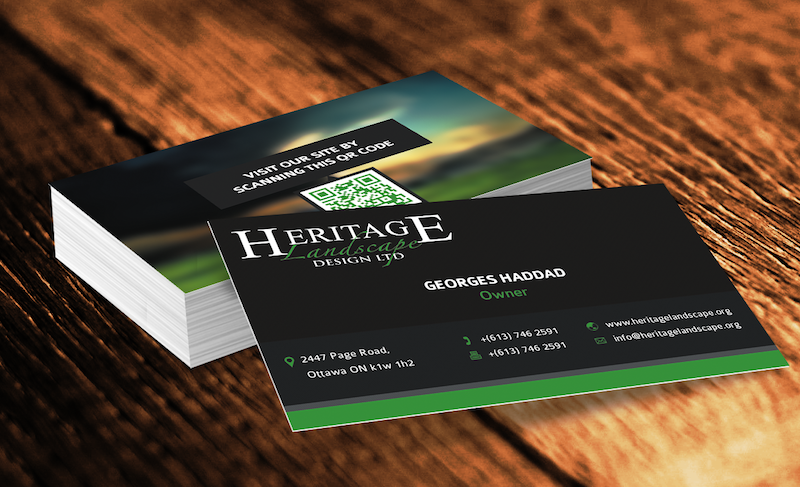 VISIT OUR SITE BY
SCANNING THIS QR CODE
HERITAGE
Landscape
DESIGN LTD
GEORGES HADDAD
Owner
2447 Page Road,
Ottawa ON k1w 1h2
+(613) 746 2591
+(613) 746 2591
www.heritagelandscape.org
info@heritagelandscape.org